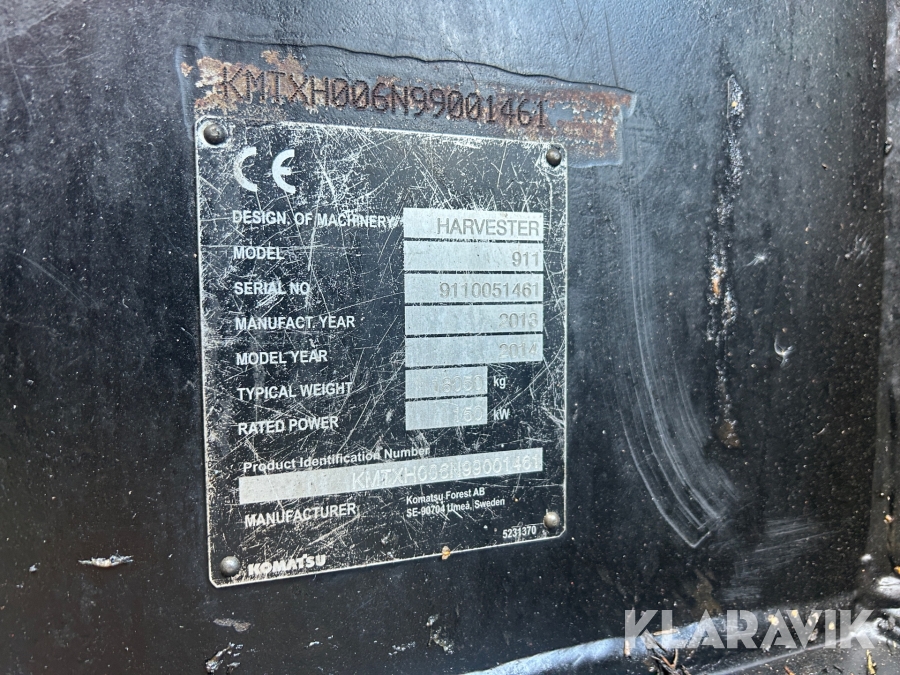 KMTXH006N99001461
CE
DESIGN. OF MACHINERY HARVESTER
MODEL 911
SERIAL NO 9110051461
MANUFACT. YEAR 2013
MODEL YEAR 2014
TYPICAL WEIGHT kg
RATED POWER kW
Product Identification Number
KMTXH006N99001461
MANUFACTURER Komatsu Forest AB
SE-90704 Umeå, Sweden
5231370
KOMATSU
KLARAVIK